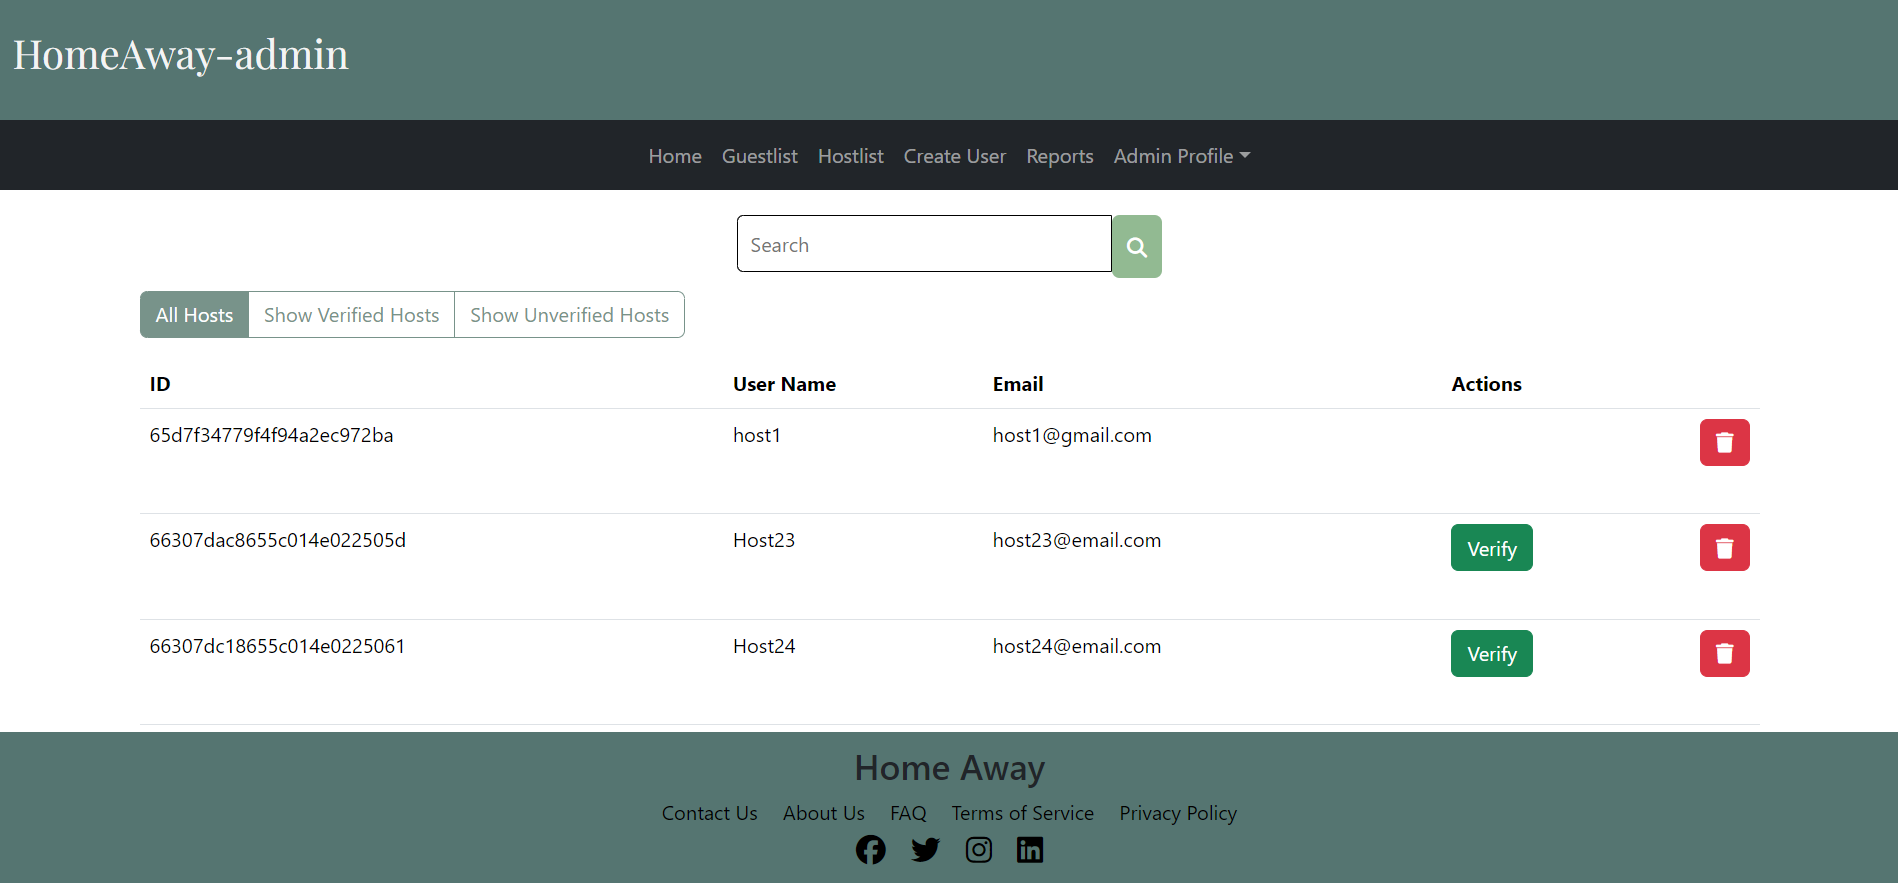 HomeAway-admin
Home Guestlist Hostlist Create User Reports Admin Profile
Search
All Hosts Show Verified Hosts Show Unverified Hosts
ID User Name Email Actions
65d7f34779f4f94a2ec972ba host1 host1@gmail.com
66307dac8655c014e022505d Host23 host23@email.com Verify
66307dc18655c014e0225061 Host24 host24@email.com Verify
Home Away
Contact Us About Us FAQ Terms of Service Privacy Policy